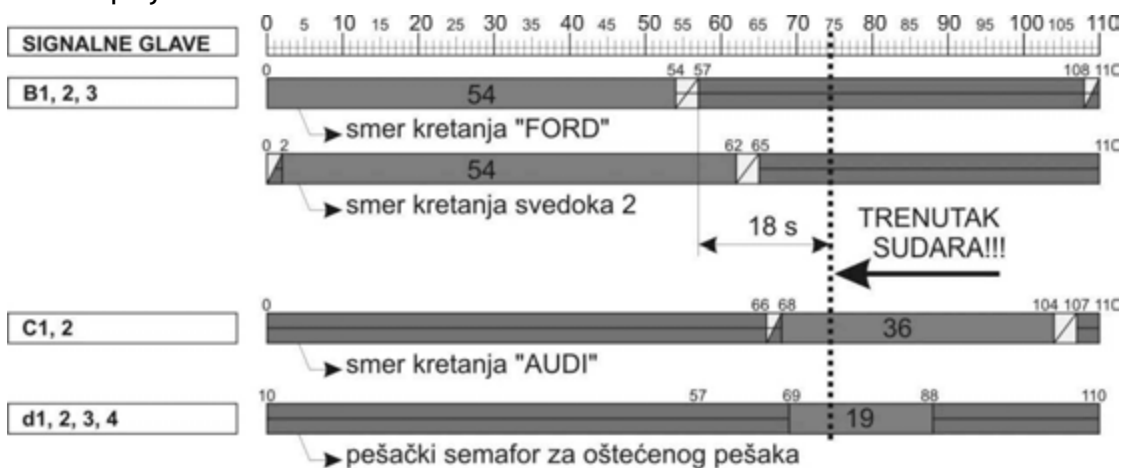 0 5 10 15 20 25 30 35 40 45 50 55 60 65 70 75 80 85 90 95 100 105 110
SIGNALNE GLAVE
0 54 57 108 110
B1, 2, 3
54
smer kretanja "FORD"
0 2 62 65 110
54
smer kretanja svedoka 2
18 s
TRENUTAK
SUDARA!!!
0 66 68 104 107 110
C1, 2
36
smer kretanja "AUDI"
10 57 69 88 110
d1, 2, 3, 4
19
pešački semafor za oštećenog pešaka